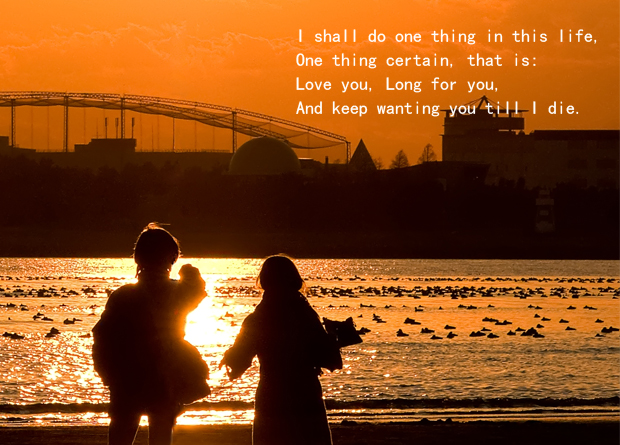 I shall do one thing in this life,
One thing certain, that is:
Love you, Long for you,
And keep wanting you till I die.